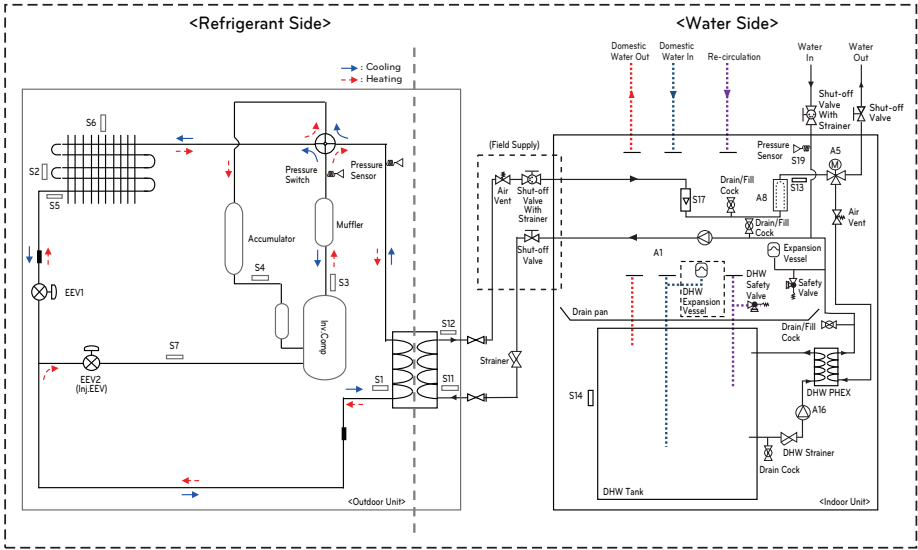 <Refrigerant Side>
<Water Side>
: Cooling
: Heating
Domestic
Water Out
Domestic
Water In
Re-circulation
Water
In
Water
Out
Shut-off
Valve
With
Strainer
Shut-off
Valve
S6
S2
S5
Pressure
Switch
Pressure
Sensor
Accumulator
Muffler
S4
S3
EEV1
Inv.Comp
S7
EEV2
(Inj.EEV)
S1
S12
S11
<Outdoor Unit>
(Field Supply)
Air
Vent
Shut-off
Valve
With
Strainer
Shut-off
Valve
Strainer
Pressure
Sensor
S19
A5
M
S13
A8
Drain/Fill
Cock
S17
Drain/Fill
Cock
Air
Vent
A1
Expansion
Vessel
DHW
Expansion
Vessel
DHW
Safety
Valve
Safety
Valve
Drain pan
Drain/Fill
Cock
DHW PHEX
S14
A16
DHW Strainer
Drain Cock
DHW Tank
<Indoor Unit>